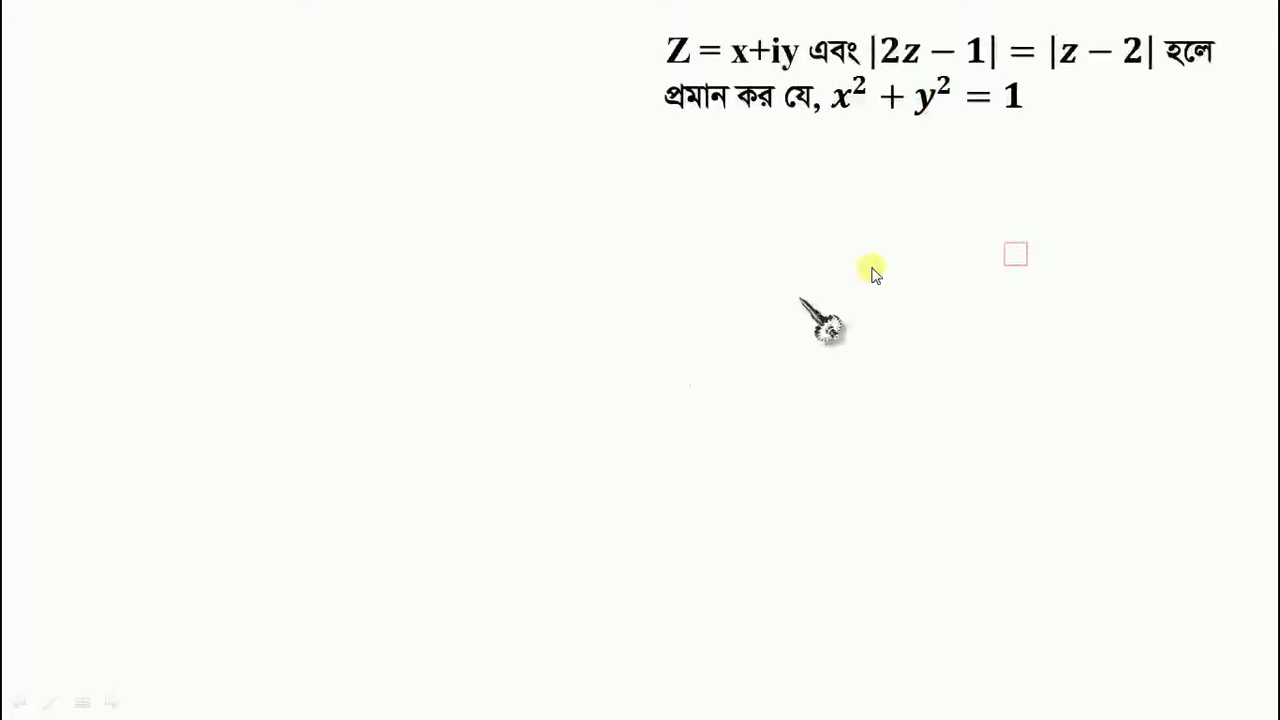 Z = x+iy এবং |2z − 1| = |z − 2| হলে
প্রমান কর যে, x² + y² = 1